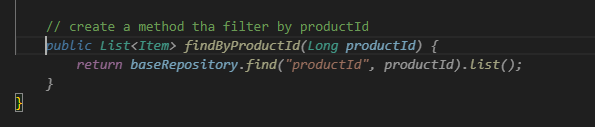 // create a method tha filter by productId
public List<Item> findByProductId(Long productId) {
return baseRepository.find("productId", productId).list();
}
}